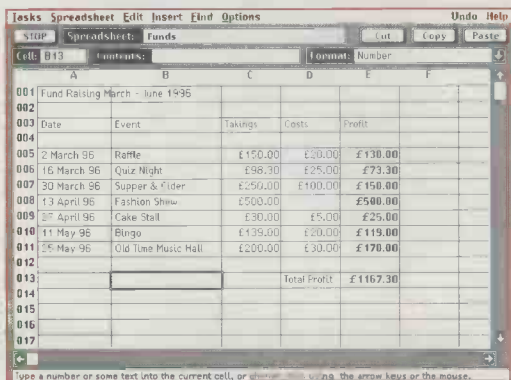 Tasks Spreadsheet Edit Insert Find Options Undo Help
STOP Spreadsheet: Funds Cut Copy Paste
Cell: B13 Contents: Format: Number
A B C D E F
001 Fund Raising March - June 1996
002
003 Date Event Takings Costs Profit
004
005 2 March 96 Raffle £150.00 £20.00 £130.00
006 16 March 96 Quiz Night £98.30 £25.00 £73.30
007 30 March 96 Supper & Cider £250.00 £100.00 £150.00
008 13 April 96 Fashion Show £500.00 £500.00
009 27 April 96 Cake Stall £30.00 £5.00 £25.00
010 11 May 96 Bingo £139.00 £20.00 £119.00
011 25 May 96 Old Time Music Hall £200.00 £30.00 £170.00
012
013 Total Profit £1167.30
014
015
016
017
Type a number or some text into the current cell, or using the arrow keys or the mouse.